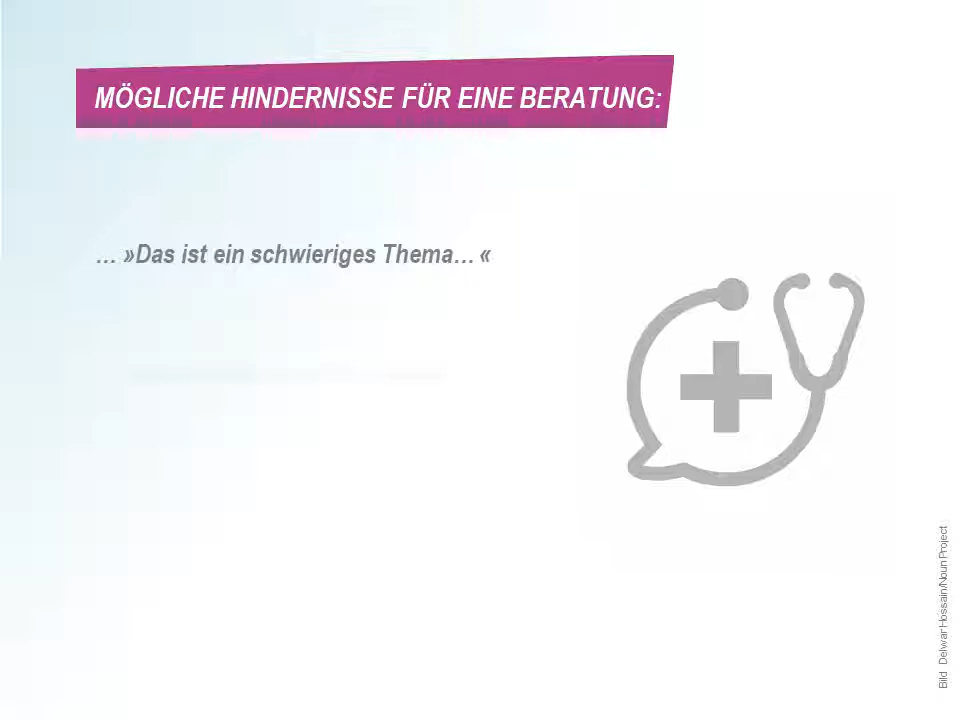 MÖGLICHE HINDERNISSE FÜR EINE BERATUNG:
… »Das ist ein schwieriges Thema… «
Bild Delwar Hossain/Noun Project